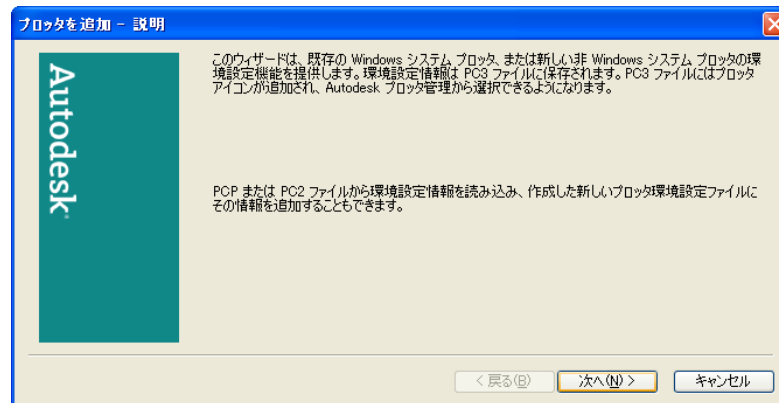 プロッタを追加 - 説明
Autodesk
このウィザードは、既存の Windows システム プロッタ、または新しい非 Windows システム プロッタの環
境設定機能を提供します。環境設定情報は PC3 ファイルに保存されます。PC3 ファイルにはプロッタ
アイコンが追加され、Autodesk プロッタ管理から選択できるようになります。
PCP または PC2 ファイルから環境設定情報を読み込み、作成した新しいプロッタ環境設定ファイルに
その情報を追加することもできます。
< 戻る(B)
次へ(N) >
キャンセル